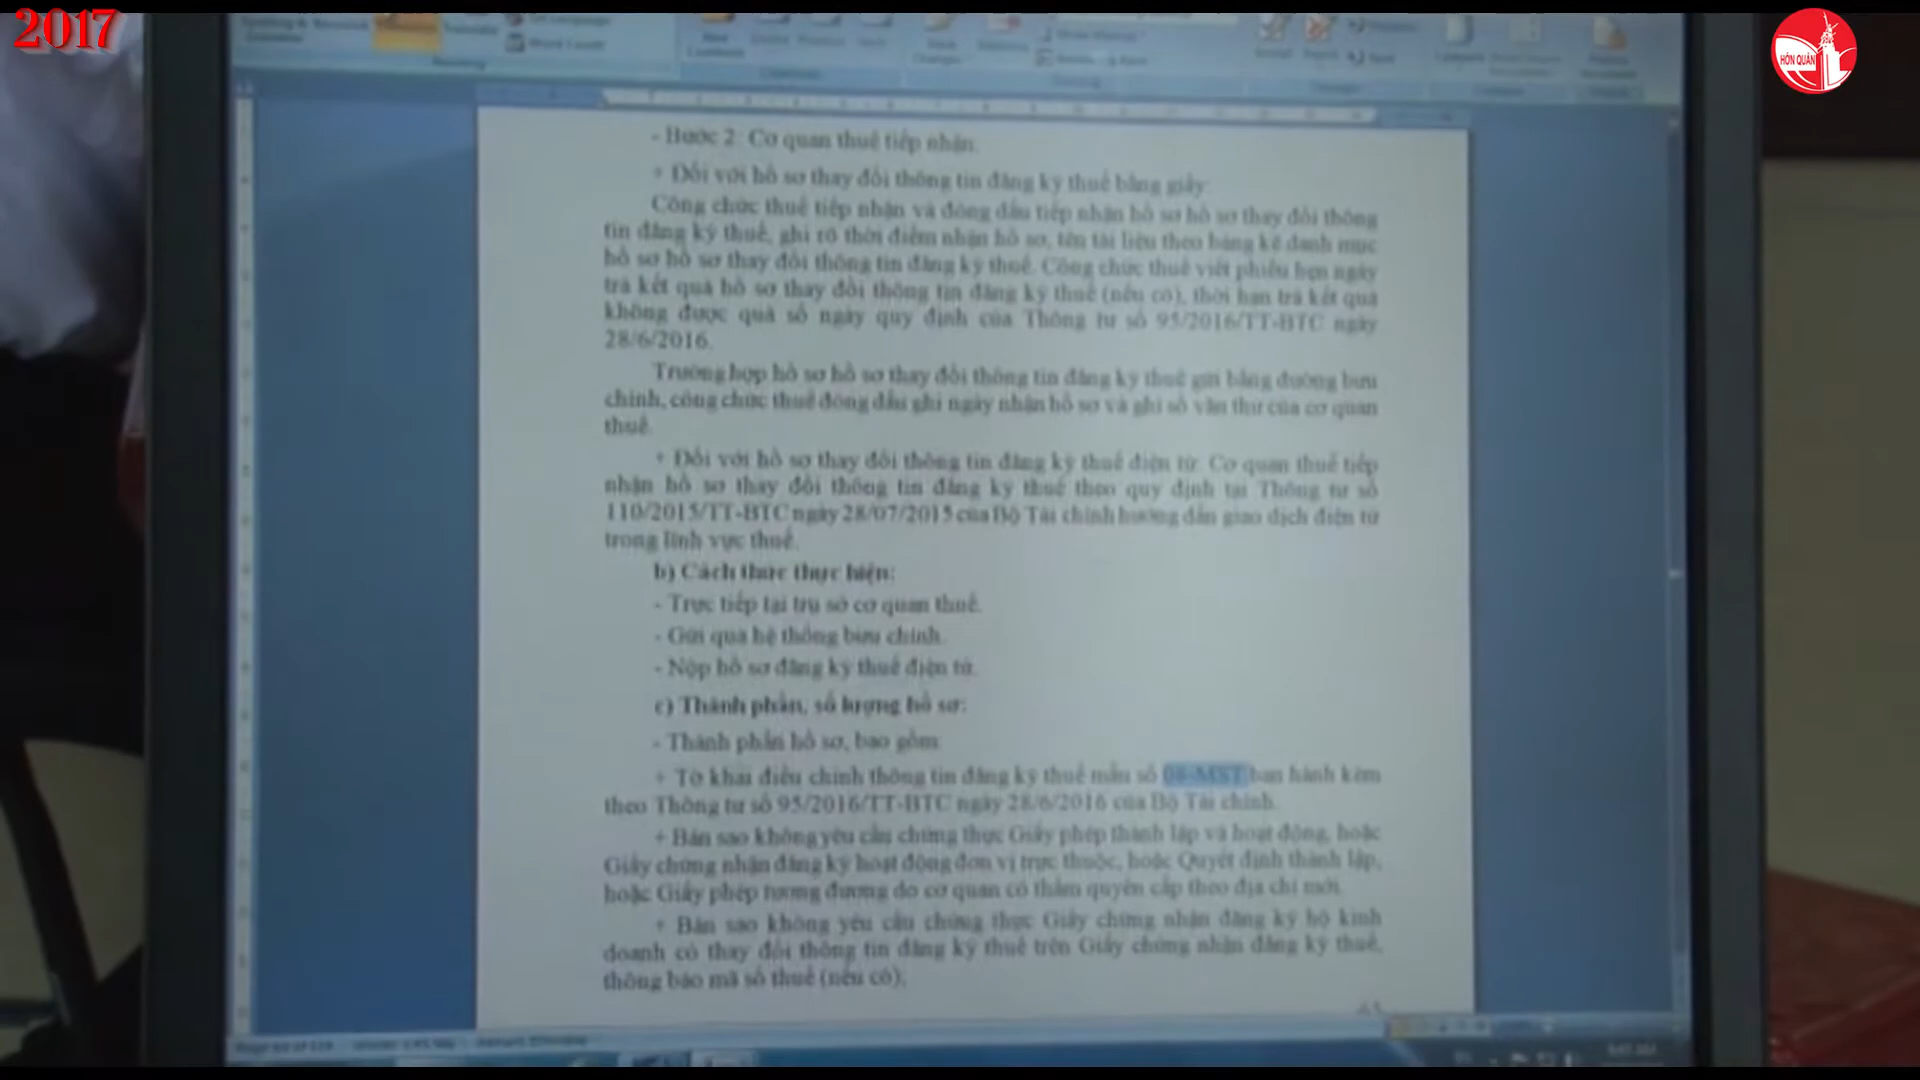 2017
HỚN QUẢN
- Bước 2: Cơ quan thuế tiếp nhận:
+ Đối với hồ sơ thay đổi thông tin đăng ký thuế bằng giấy:
Công chức thuế tiếp nhận và đóng dấu tiếp nhận hồ sơ hồ sơ thay đổi thông
tin đăng ký thuế, ghi rõ thời điểm nhận hồ sơ, tên tài liệu theo bảng kê danh mục
hồ sơ hồ sơ thay đổi thông tin đăng ký thuế. Công chức thuế viết phiếu hẹn ngày
trả kết quả hồ sơ thay đổi thông tin đăng ký thuế (nếu có), thời hạn trả kết quả
không được quá số ngày quy định của Thông tư số 95/2016/TT-BTC ngày
28/6/2016.
Trường hợp hồ sơ hồ sơ thay đổi thông tin đăng ký thuế gửi bằng đường bưu
chính, công chức thuế đóng dấu ghi ngày nhận hồ sơ và ghi số văn thư của cơ quan
thuế.
+ Đối với hồ sơ thay đổi thông tin đăng ký thuế điện tử: Cơ quan thuế tiếp
nhận hồ sơ thay đổi thông tin đăng ký thuế theo quy định tại Thông tư số
110/2015/TT-BTC ngày 28/07/2015 của Bộ Tài chính hướng dẫn giao dịch điện tử
trong lĩnh vực thuế.
b) Cách thức thực hiện:
- Trực tiếp tại trụ sở cơ quan thuế.
- Gửi qua hệ thống bưu chính.
- Nộp hồ sơ đăng ký thuế điện tử.
c) Thành phần, số lượng hồ sơ:
- Thành phần hồ sơ, bao gồm:
+ Tờ khai điều chỉnh thông tin đăng ký thuế mẫu số 08-MST ban hành kèm
theo Thông tư số 95/2016/TT-BTC ngày 28/6/2016 của Bộ Tài chính.
+ Bản sao không yêu cầu chứng thực Giấy phép thành lập và hoạt động, hoặc
Giấy chứng nhận đăng ký hoạt động đơn vị trực thuộc, hoặc Quyết định thành lập,
hoặc Giấy phép tương đương do cơ quan có thẩm quyền cấp theo địa chỉ mới.
+ Bản sao không yêu cầu chứng thực Giấy chứng nhận đăng ký hộ kinh
doanh có thay đổi thông tin đăng ký thuế trên Giấy chứng nhận đăng ký thuế,
thông báo mã số thuế (nếu có);